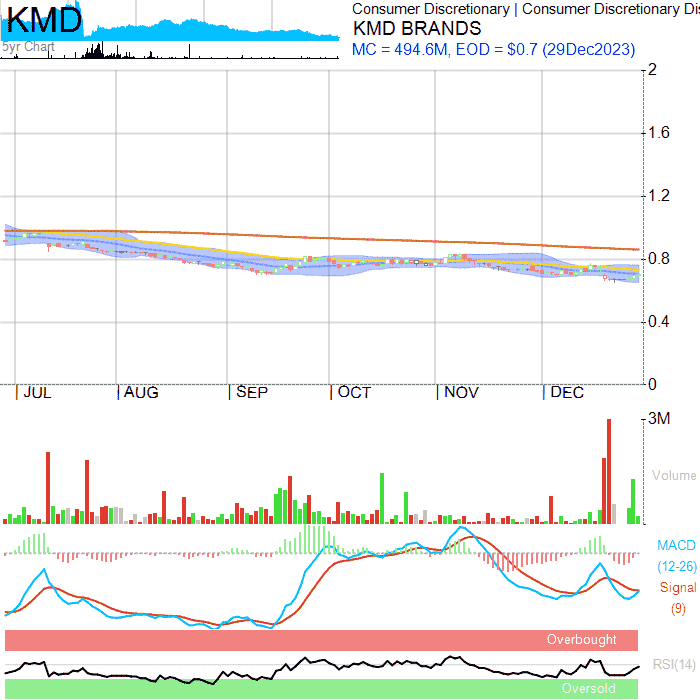 KMD
5yr Chart
Consumer Discretionary | Consumer Discretionary Dis
KMD BRANDS
MC = 494.6M, EOD = $0.7 (29Dec2023)
2
1.6
1.2
0.8
0.4
0
JUL
AUG
SEP
OCT
NOV
DEC
3M
Volume
MACD
(12-26)
Signal
(9)
Overbought
RSI(14)
Oversold